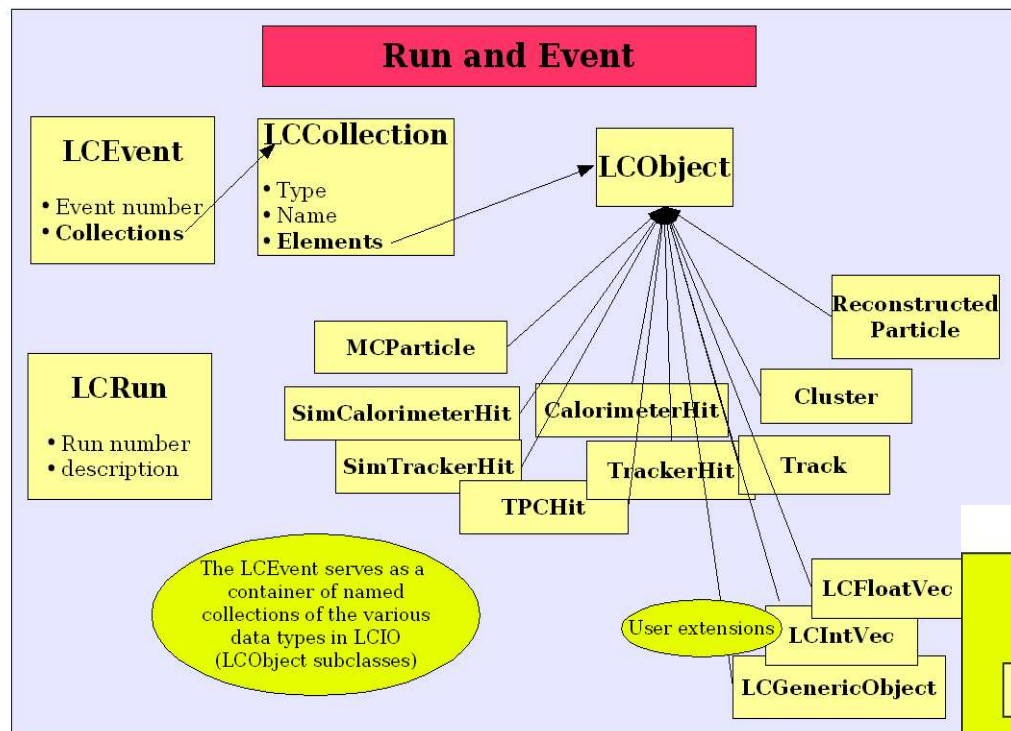 Run and Event
LCEvent
• Event number
• Collections
LCCollection
• Type
• Name
• Elements
LCObject
MCParticle
Reconstructed
Particle
LCRun
• Run number
• description
SimCalorimeterHit
CalorimeterHit
Cluster
SimTrackerHit
TrackerHit
Track
TPCHit
The LCEvent serves as a
container of named
collections of the various
data types in LCIO
(LCObject subclasses)
User extensions
LCFloatVec
LCIntVec
LCGenericObject